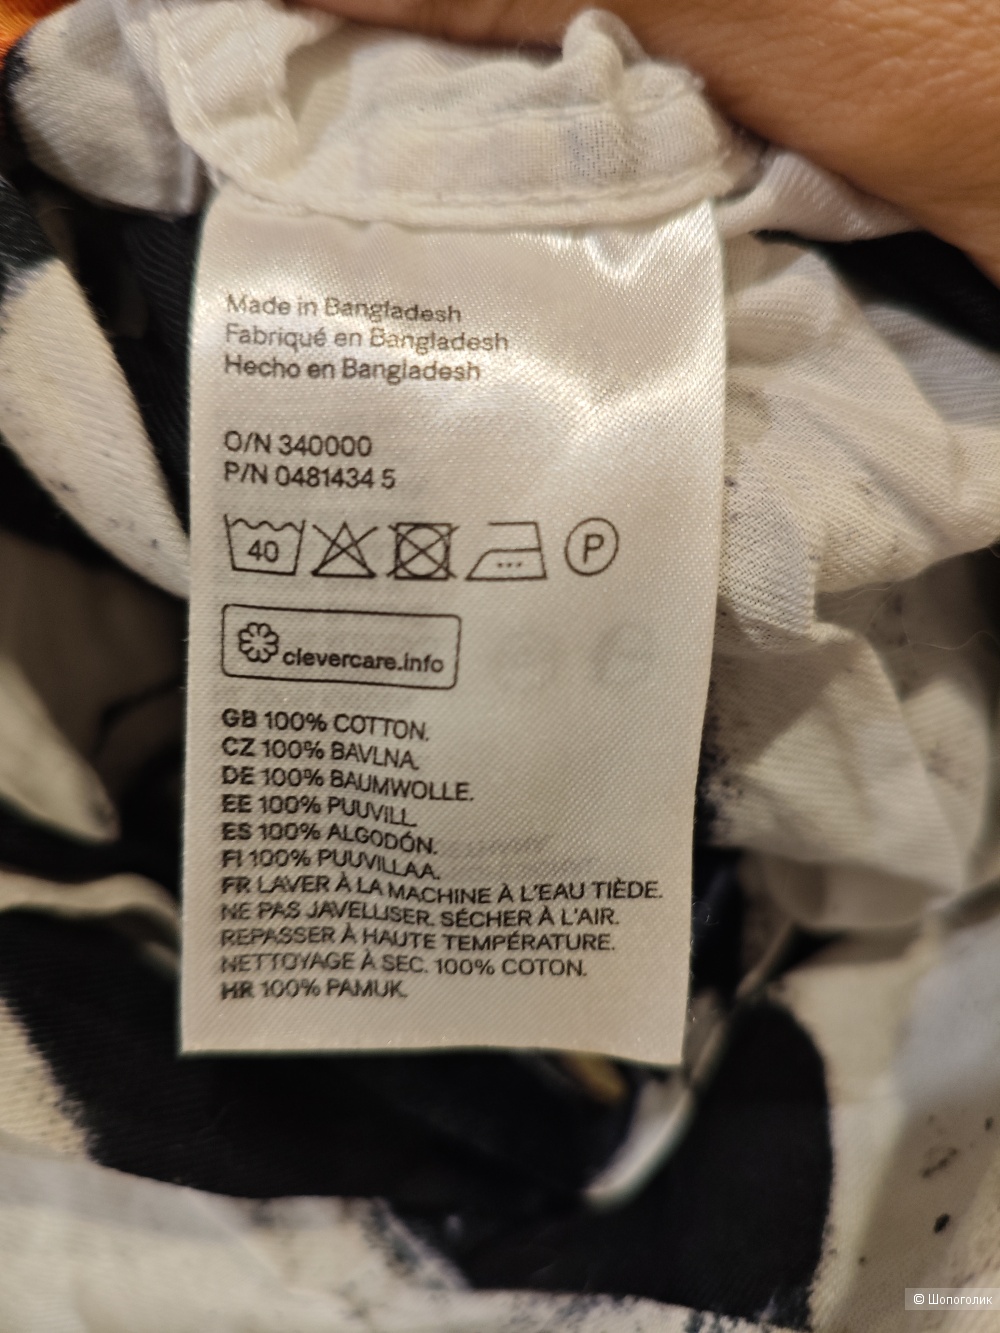 Made in Bangladesh
Fabriqué en Bangladesh
Hecho en Bangladesh
O/N 340000
P/N 0481434 5
40
P
clevercare.info
GB 100% COTTON.
CZ 100% BAVLNA.
DE 100% BAUMWOLLE.
EE 100% PUUVILL.
ES 100% ALGODÓN.
FI 100% PUUVILLAA.
FR LAVER À LA MACHINE À L'EAU TIÈDE.
NE PAS JAVELLISER. SÉCHER À L'AIR.
REPASSER À HAUTE TEMPÉRATURE.
NETTOYAGE À SEC. 100% COTON.
HR 100% PAMUK.
© Шопоголик